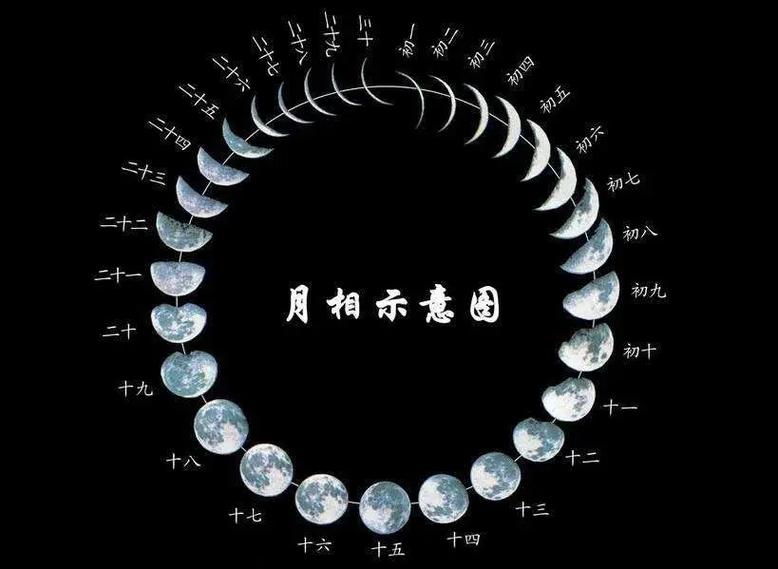 初一
初二
初三
初四
初五
初六
初七
初八
初九
初十
十一
十二
十三
十四
十五
十六
十七
十八
十九
二十
二十一
二十二
二十三
二十四
二十五
二十六
二十七
二十八
二十九
三十
月相示意图